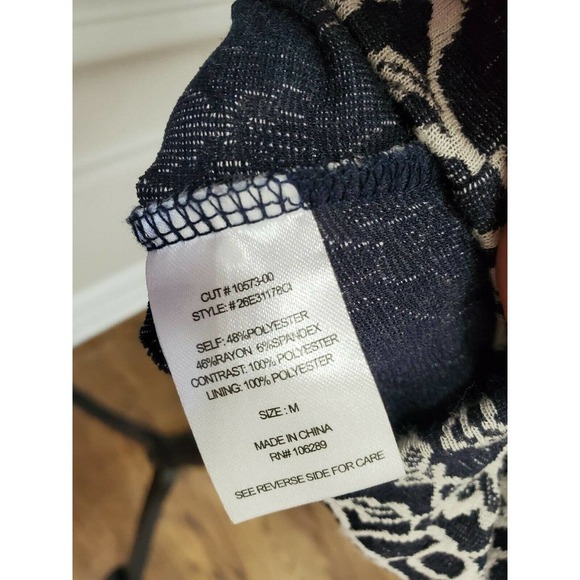 CUT # 10573-00
STYLE: #26E31178CI
SELF: 48%POLYESTER
46%RAYON 6%SPANDEX
CONTRAST: 100% POLYESTER
LINING: 100% POLYESTER
SIZE : M
MADE IN CHINA
RN# 106289
SEE REVERSE SIDE FOR CARE